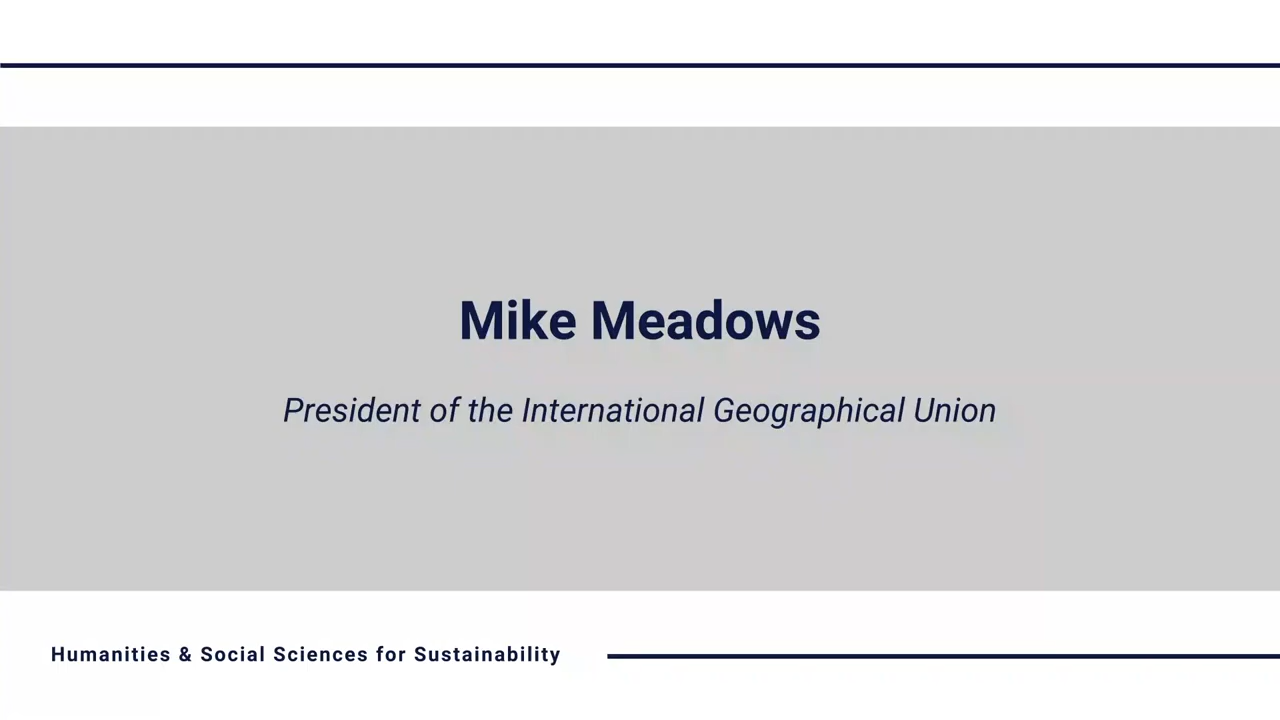 Mike Meadows
President of the International Geographical Union
Humanities & Social Sciences for Sustainability